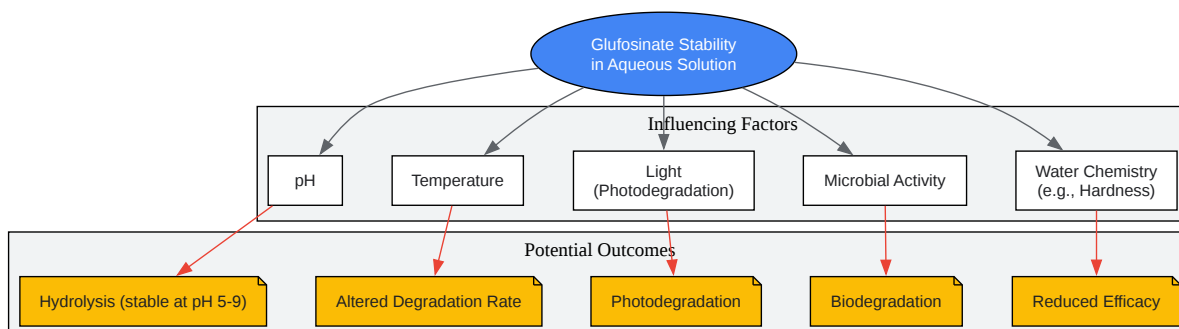 Glufosinate Stability
in Aqueous Solution
Influencing Factors
pH
Temperature
Light
(Photodegradation)
Microbial Activity
Water Chemistry
(e.g., Hardness)
Potential Outcomes
Hydrolysis (stable at pH 5-9)
Altered Degradation Rate
Photodegradation
Biodegradation
Reduced Efficacy